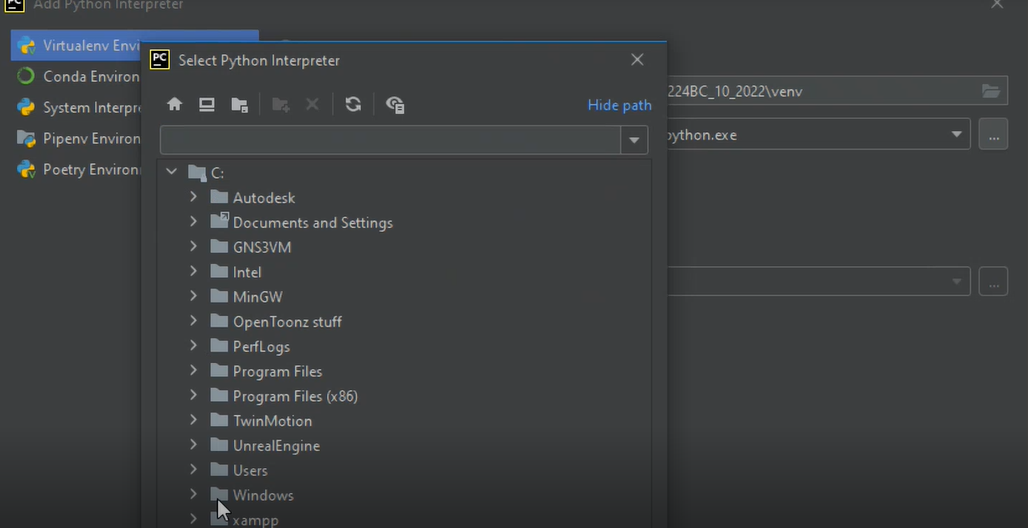 PC Add Python Interpreter
Virtualenv Envi
Conda Environ
System Interpre
Pipenv Environ
Poetry Environ
PC Select Python Interpreter
Hide path
C:
Autodesk
Documents and Settings
GNS3VM
Intel
MinGW
OpenToonz stuff
PerfLogs
Program Files
Program Files (x86)
TwinMotion
UnrealEngine
Users
Windows
xampp
224BC_10_2022\venv
python.exe
...
...